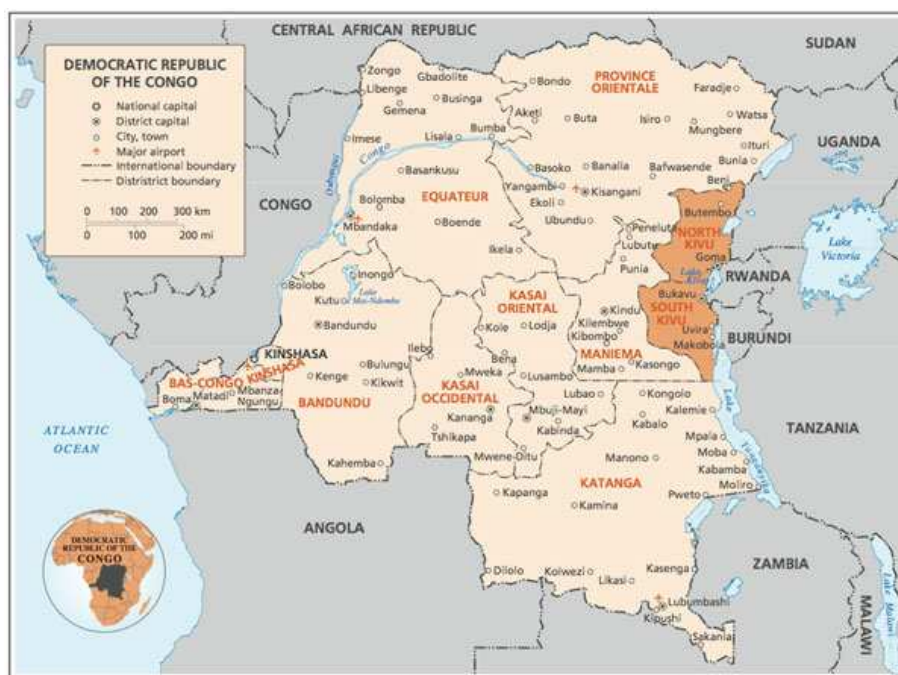 CENTRAL AFRICAN REPUBLIC
SUDAN
DEMOCRATIC REPUBLIC
OF THE CONGO
National capital
District capital
City, town
Major airport
International boundary
Distristrict boundary
0 100 200 300 km
0 100 200 mi
Zongo
Gbadolite
Libenge
Businga
Gemena
Imese
Lisala
Bumba
Congo
Oubangui
Basankusu
EQUATEUR
Bolomba
Boende
Mbandaka
Ikela
CONGO
Bondo
PROVINCE
ORIENTALE
Faradje
Aketi
Buta
Isiro
Watsa
Mungbere
Ituri
Bunia
Basoko
Banalia
Bafwasende
Beni
Yangambi
Kisangani
Ekoli
Ubundu
UGANDA
Butembo
NORTH
KIVU
Goma
Peneluta
Lubutu
Punia
Lake
Kivu
RWANDA
Lake
Victoria
Bukavu
SOUTH
KIVU
Uvira
Makobola
BURUNDI
Inongo
Bolobo
Kutu
Lake
Mai-Ndombe
Bandundu
KASAI
ORIENTAL
Kole
Lodja
Kindu
Kilembwe
Kibombo
MANIEMA
Mamba
Kasongo
KINSHASA
BAS-CONGO KINSHASA
Boma
Matadi
Mbanza
Ngungu
Ilebo
Bulungu
Kenge
Kikwit
BANDUNDU
Kahemba
Bena
Mweka
Lusambo
KASAI
OCCIDENTAL
Kananga
Tshikapa
Mbuji-Mayi
Kabinda
Mwene-Ditu
Lubao
Kongolo
Kabalo
Kalemie
Lake
Tanganyika
TANZANIA
Mpala
Manono
Moba
Kabamba
Moliro
Pweto
KATANGA
Kapanga
Kamina
ATLANTIC
OCEAN
ANGOLA
Dilolo
Kolwezi
Likasi
Kasenga
ZAMBIA
Lubumbashi
Kipushi
Sakania
MALAWI
Lake Malawi
DEMOCRATIC
REPUBLIC OF THE
CONGO